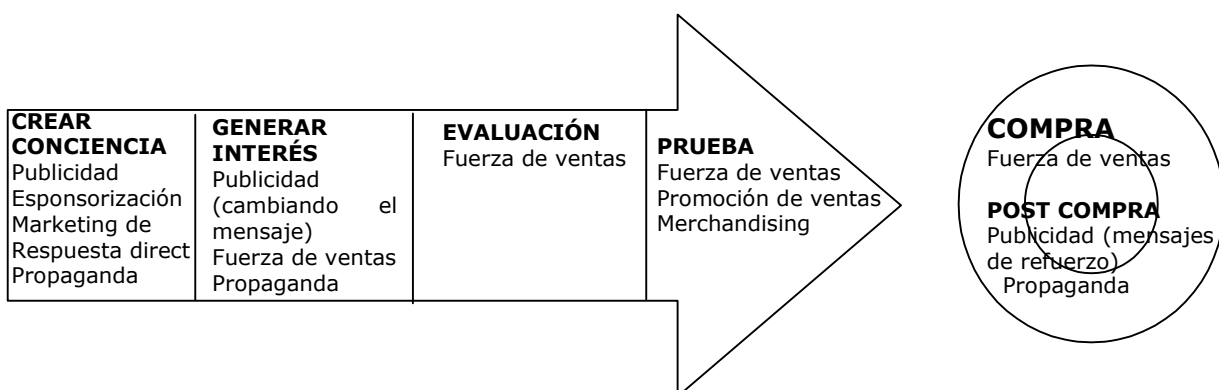 CREAR
CONCIENCIA
Publicidad
Esponsorización
Marketing de
Respuesta direct
Propaganda
GENERAR
INTERÉS
Publicidad
(cambiando el
mensaje)
Fuerza de ventas
Propaganda
EVALUACIÓN
Fuerza de ventas
PRUEBA
Fuerza de ventas
Promoción de ventas
Merchandising
COMPRA
Fuerza de ventas
POST COMPRA
Publicidad (mensajes
de refuerzo)
Propaganda